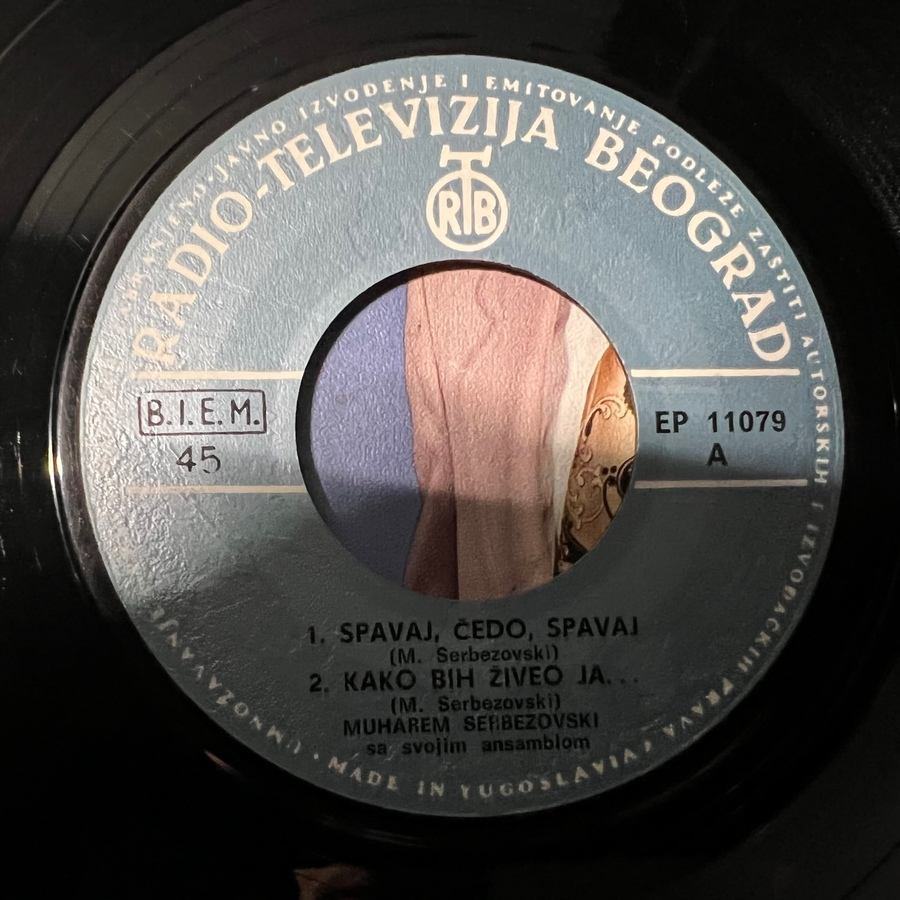 JAVNO IZVOĐENJE I EMITOVANJE PODLEŽE ZAŠTITI AUTORSKIH I IZVOĐAČKIH PRAVA
RADIO-TELEVIZIJA BEOGRAD
RTB
B.I.E.M.
45
EP 11079
A
1. SPAVAJ, ČEDO, SPAVAJ
(M. Serbezovski)
2. KAKO BIH ŽIVEO JA...
(M. Serbezovski)
MUHAREM SERBEZOVSKI
sa svojim ansamblom
MADE IN YUGOSLAVIA
UMNOŽAVANJE